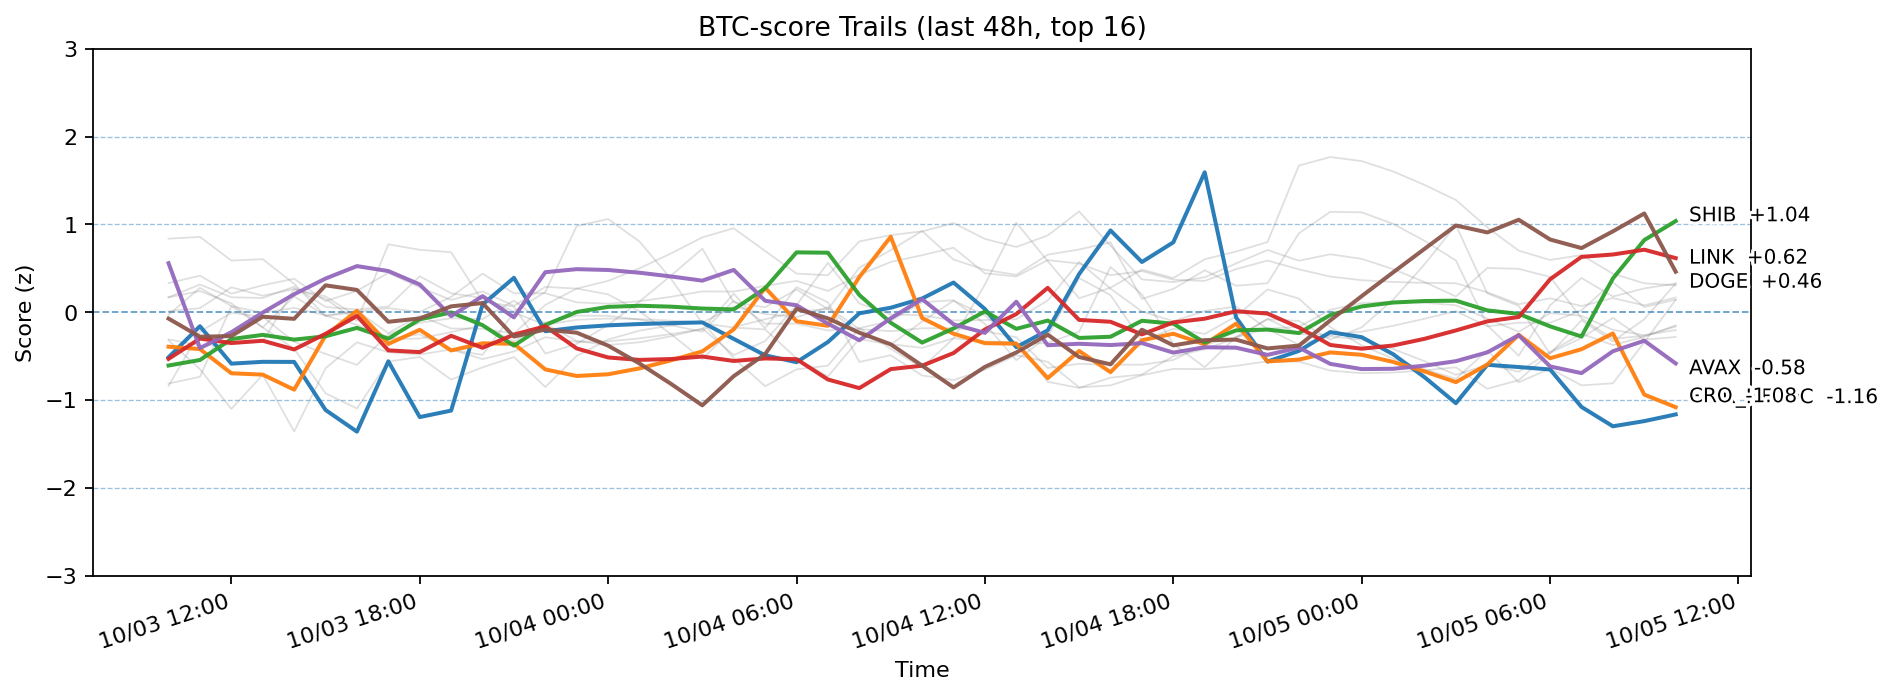 BTC-score Trails (last 48h, top 16)
Score (z)
3
2
1
0
−1
−2
−3
SHIB +1.04
LINK +0.62
DOGE +0.46
AVAX -0.58
CRO -1.08
C -1.16
10/03 12:00
10/03 18:00
10/04 00:00
10/04 06:00
10/04 12:00
10/04 18:00
10/05 00:00
10/05 06:00
10/05 12:00
Time